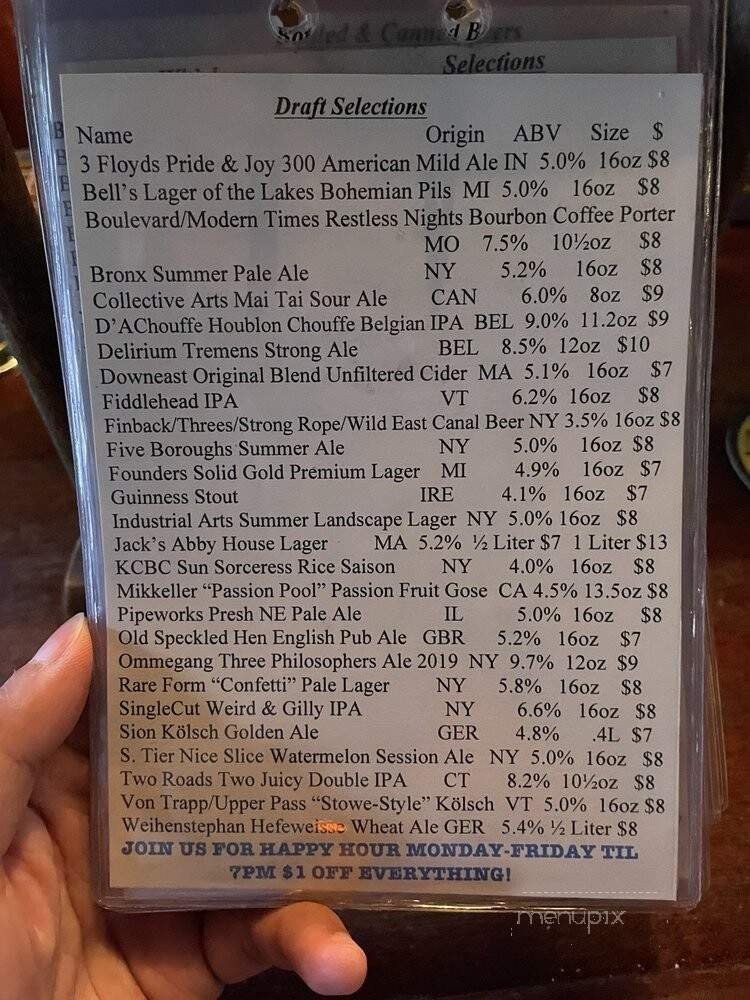 Bottled & Canned Beers
Selections
Draft Selections
Name Origin ABV Size $
3 Floyds Pride & Joy 300 American Mild Ale IN 5.0% 16oz $8
Bell's Lager of the Lakes Bohemian Pils MI 5.0% 16oz $8
Boulevard/Modern Times Restless Nights Bourbon Coffee Porter
MO 7.5% 10½oz $8
Bronx Summer Pale Ale NY 5.2% 16oz $8
Collective Arts Mai Tai Sour Ale CAN 6.0% 8oz $9
D'AChouffe Houblon Chouffe Belgian IPA BEL 9.0% 11.2oz $9
Delirium Tremens Strong Ale BEL 8.5% 12oz $10
Downeast Original Blend Unfiltered Cider MA 5.1% 16oz $7
Fiddlehead IPA VT 6.2% 16oz $8
Finback/Threes/Strong Rope/Wild East Canal Beer NY 3.5% 16oz $8
Five Boroughs Summer Ale NY 5.0% 16oz $8
Founders Solid Gold Premium Lager MI 4.9% 16oz $7
Guinness Stout IRE 4.1% 16oz $7
Industrial Arts Summer Landscape Lager NY 5.0% 16oz $8
Jack's Abby House Lager MA 5.2% ½ Liter $7 1 Liter $13
KCBC Sun Sorceress Rice Saison NY 4.0% 16oz $8
Mikkeller “Passion Pool” Passion Fruit Gose CA 4.5% 13.5oz $8
Pipeworks Presh NE Pale Ale IL 5.0% 16oz $8
Old Speckled Hen English Pub Ale GBR 5.2% 16oz $7
Ommegang Three Philosophers Ale 2019 NY 9.7% 12oz $9
Rare Form “Confetti” Pale Lager NY 5.8% 16oz $8
SingleCut Weird & Gilly IPA NY 6.6% 16oz $8
Sion Kölsch Golden Ale GER 4.8% .4L $7
S. Tier Nice Slice Watermelon Session Ale NY 5.0% 16oz $8
Two Roads Two Juicy Double IPA CT 8.2% 10½oz $8
Von Trapp/Upper Pass “Stowe-Style” Kölsch VT 5.0% 16oz $8
Weihenstephan Hefeweisse Wheat Ale GER 5.4% ½ Liter $8
JOIN US FOR HAPPY HOUR MONDAY-FRIDAY TIL
7PM $1 OFF EVERYTHING!
menupix